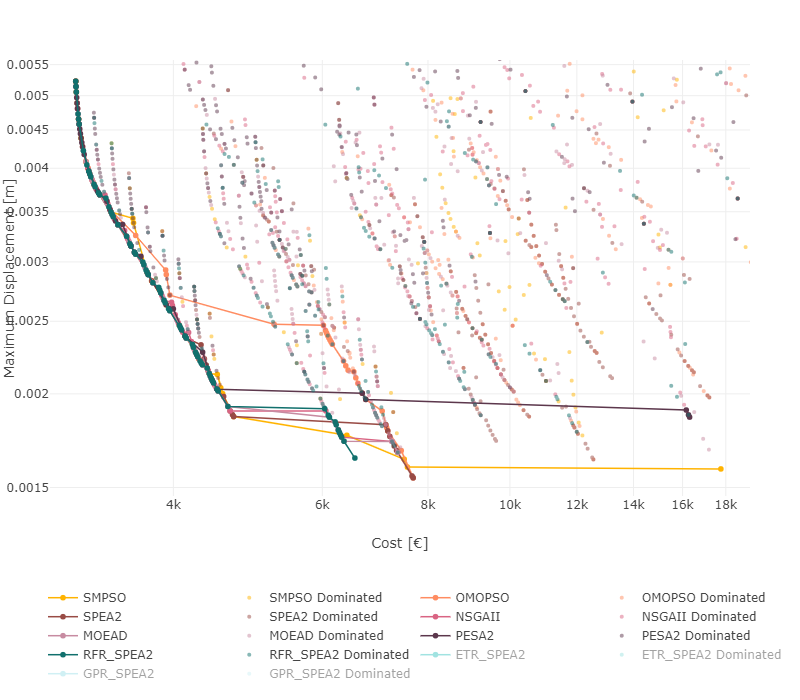 0.0055
0.005
0.0045
0.004
0.0035
0.003
0.0025
0.002
0.0015
Maximum Displacement [m]
4k 6k 8k 10k 12k 14k 16k 18k
Cost [€]
SMPSO SMPSO Dominated OMOPSO OMOPSO Dominated
SPEA2 SPEA2 Dominated NSGAII NSGAII Dominated
MOEAD MOEAD Dominated PESA2 PESA2 Dominated
RFR_SPEA2 RFR_SPEA2 Dominated ETR_SPEA2 ETR_SPEA2 Dominated
GPR_SPEA2 GPR_SPEA2 Dominated